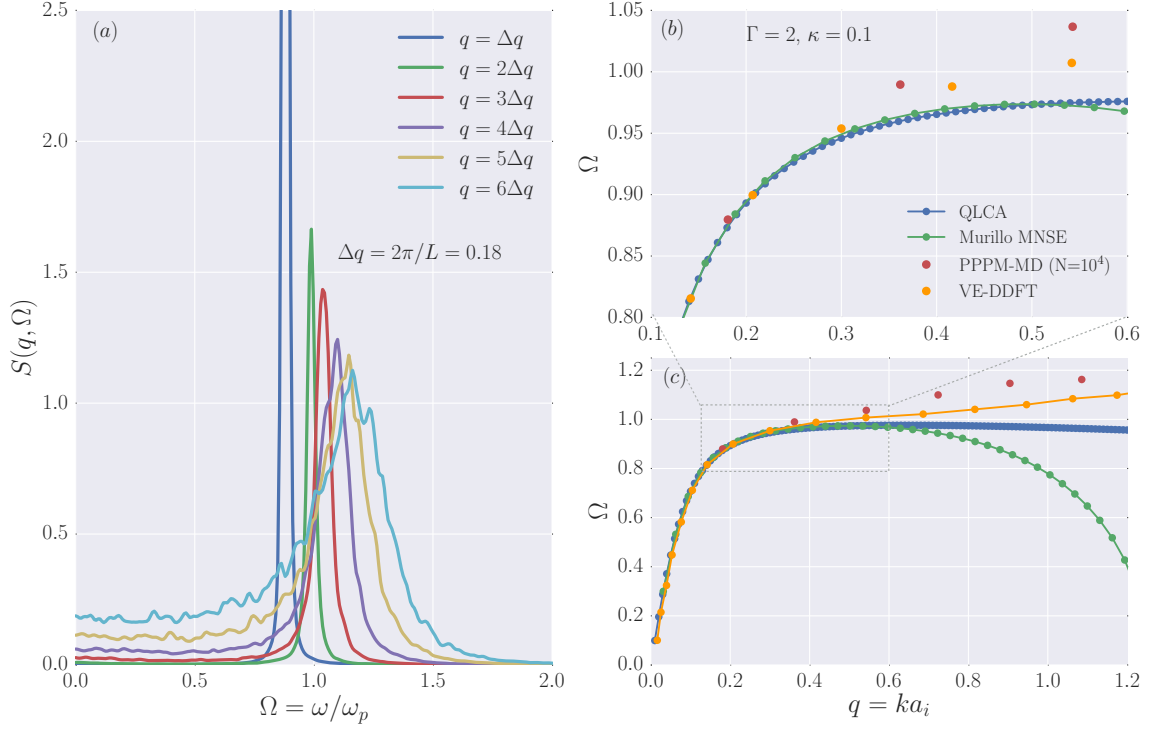 (a)
q = Δq
q = 2Δq
q = 3Δq
q = 4Δq
q = 5Δq
q = 6Δq
Δq = 2π/L = 0.18
S(q, Ω)
2.5
2.0
1.5
1.0
0.5
0.0
0.0 0.5 1.0 1.5 2.0
Ω = ω/ω_p
(b)
Γ = 2, κ = 0.1
QLCA
Murillo MNSE
PPPM-MD (N=10⁴)
VE-DDFT
Ω
1.05
1.00
0.95
0.90
0.85
0.80
0.1 0.2 0.3 0.4 0.5 0.6
(c)
Ω
1.2
1.0
0.8
0.6
0.4
0.2
0.0
0.0 0.2 0.4 0.6 0.8 1.0 1.2
q = ka_i